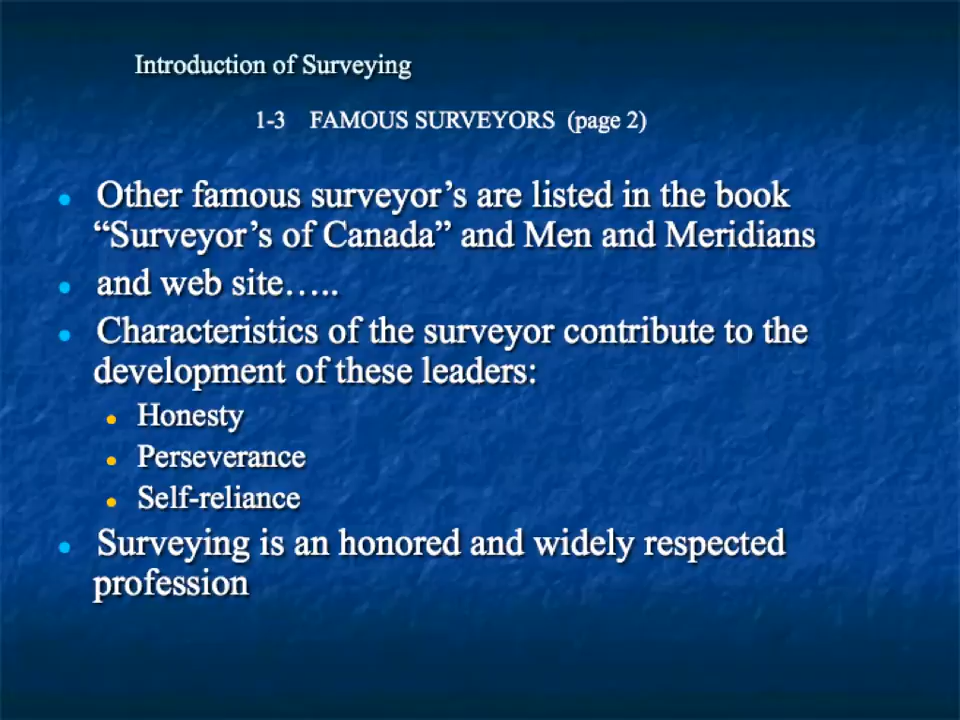 Introduction of Surveying
1-3 FAMOUS SURVEYORS (page 2)
• Other famous surveyor’s are listed in the book
“Surveyor’s of Canada” and Men and Meridians
• and web site…..
• Characteristics of the surveyor contribute to the
development of these leaders:
• Honesty
• Perseverance
• Self-reliance
• Surveying is an honored and widely respected
profession